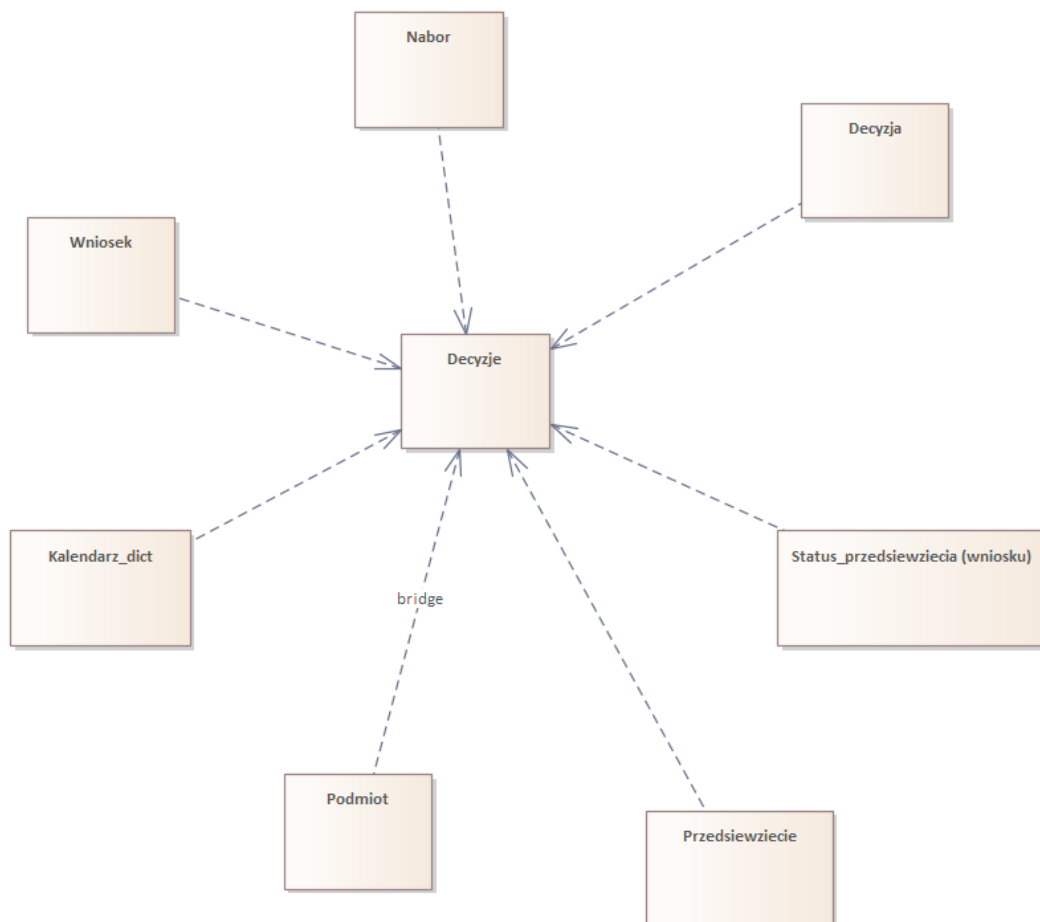 Nabor
Decyzja
Wniosek
Decyzje
Kalendarz_dict
Status_przedsiewziecia (wniosku)
bridge
Podmiot
Przedsiewziecie